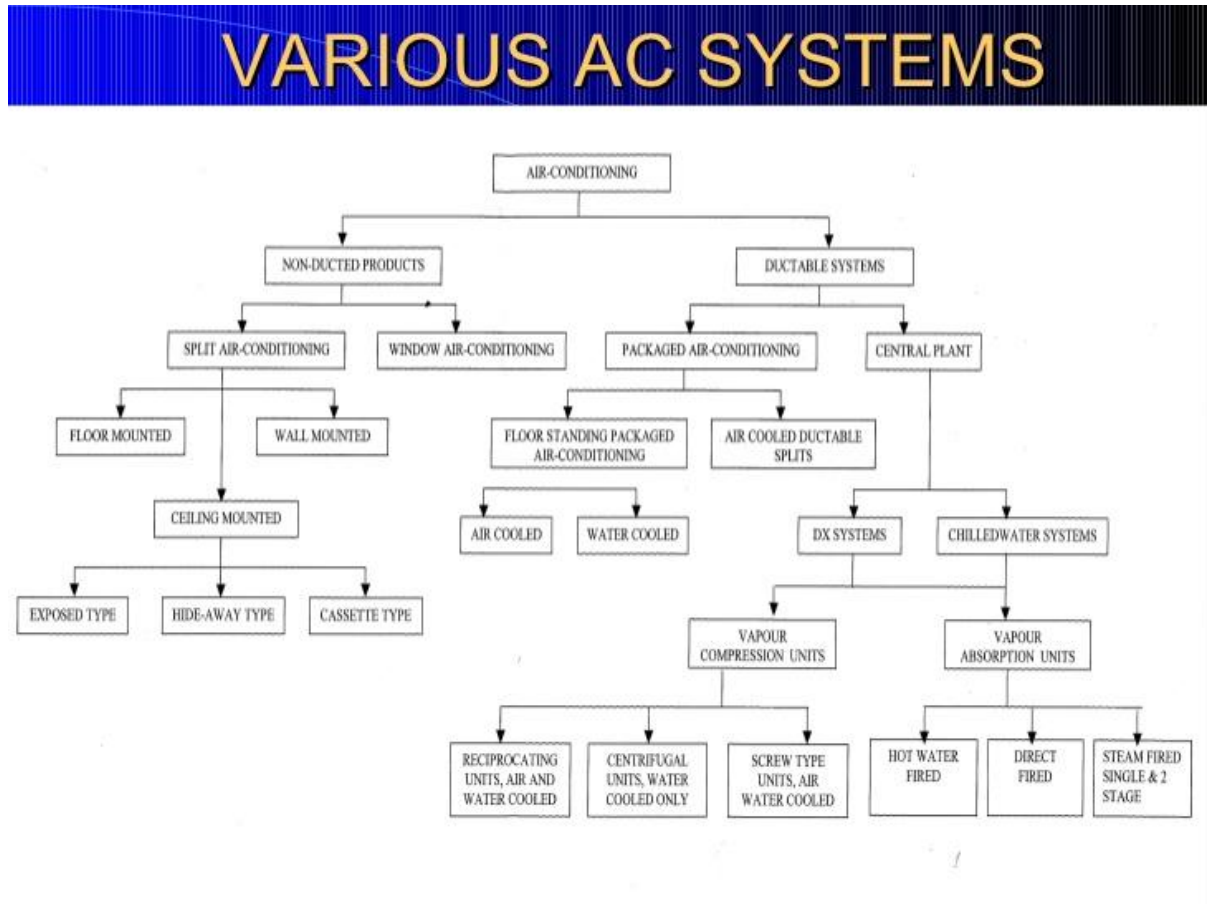 VARIOUS AC SYSTEMS
AIR-CONDITIONING
NON-DUCTED PRODUCTS
DUCTABLE SYSTEMS
SPLIT AIR-CONDITIONING
WINDOW AIR-CONDITIONING
PACKAGED AIR-CONDITIONING
CENTRAL PLANT
FLOOR MOUNTED
WALL MOUNTED
FLOOR STANDING PACKAGED
AIR-CONDITIONING
AIR COOLED DUCTABLE
SPLITS
CEILING MOUNTED
AIR COOLED
WATER COOLED
DX SYSTEMS
CHILLEDWATER SYSTEMS
EXPOSED TYPE
HIDE-AWAY TYPE
CASSETTE TYPE
VAPOUR
COMPRESSION UNITS
VAPOUR
ABSORPTION UNITS
RECIPROCATING
UNITS, AIR AND
WATER COOLED
CENTRIFUGAL
UNITS, WATER
COOLED ONLY
SCREW TYPE
UNITS, AIR
WATER COOLED
HOT WATER
FIRED
DIRECT
FIRED
STEAM FIRED
SINGLE & 2
STAGE
1